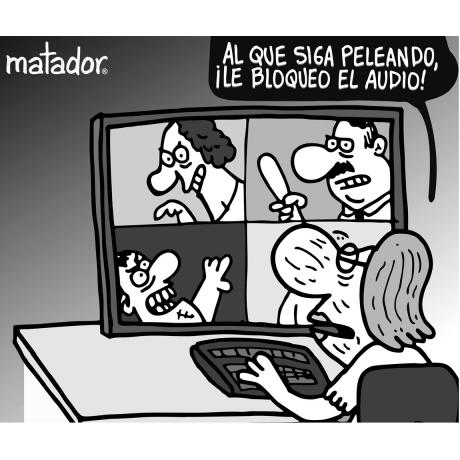 matador®
AL QUE SIGA PELEANDO,
¡LE BLOQUEO EL AUDIO!